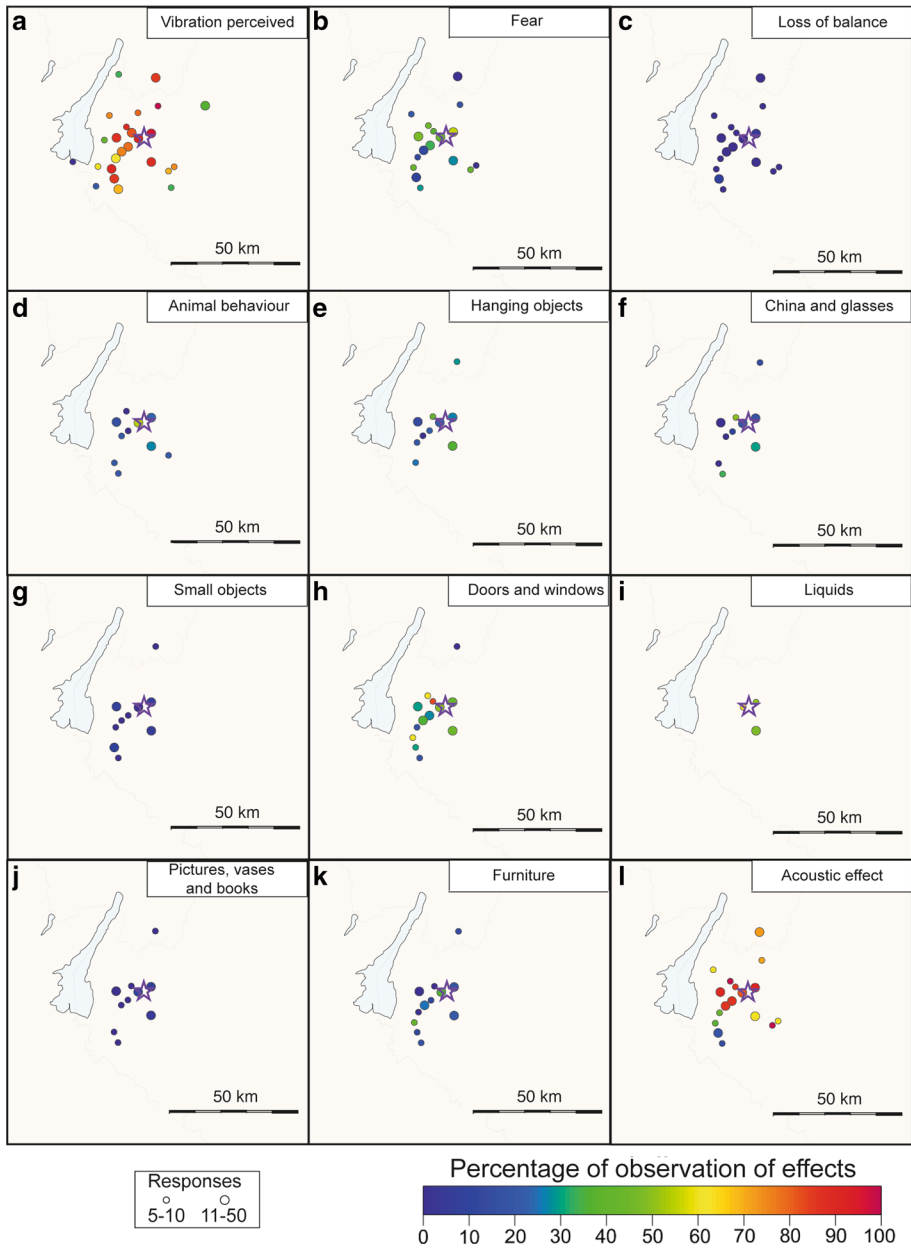 a
Vibration perceived
b
Fear
c
Loss of balance
50 km
50 km
50 km
d
Animal behaviour
e
Hanging objects
f
China and glasses
50 km
50 km
50 km
g
Small objects
h
Doors and windows
i
Liquids
50 km
50 km
50 km
j
Pictures, vases
and books
k
Furniture
l
Acoustic effect
50 km
50 km
50 km
Responses
5-10 11-50
Percentage of observation of effects
0 10 20 30 40 50 60 70 80 90 100